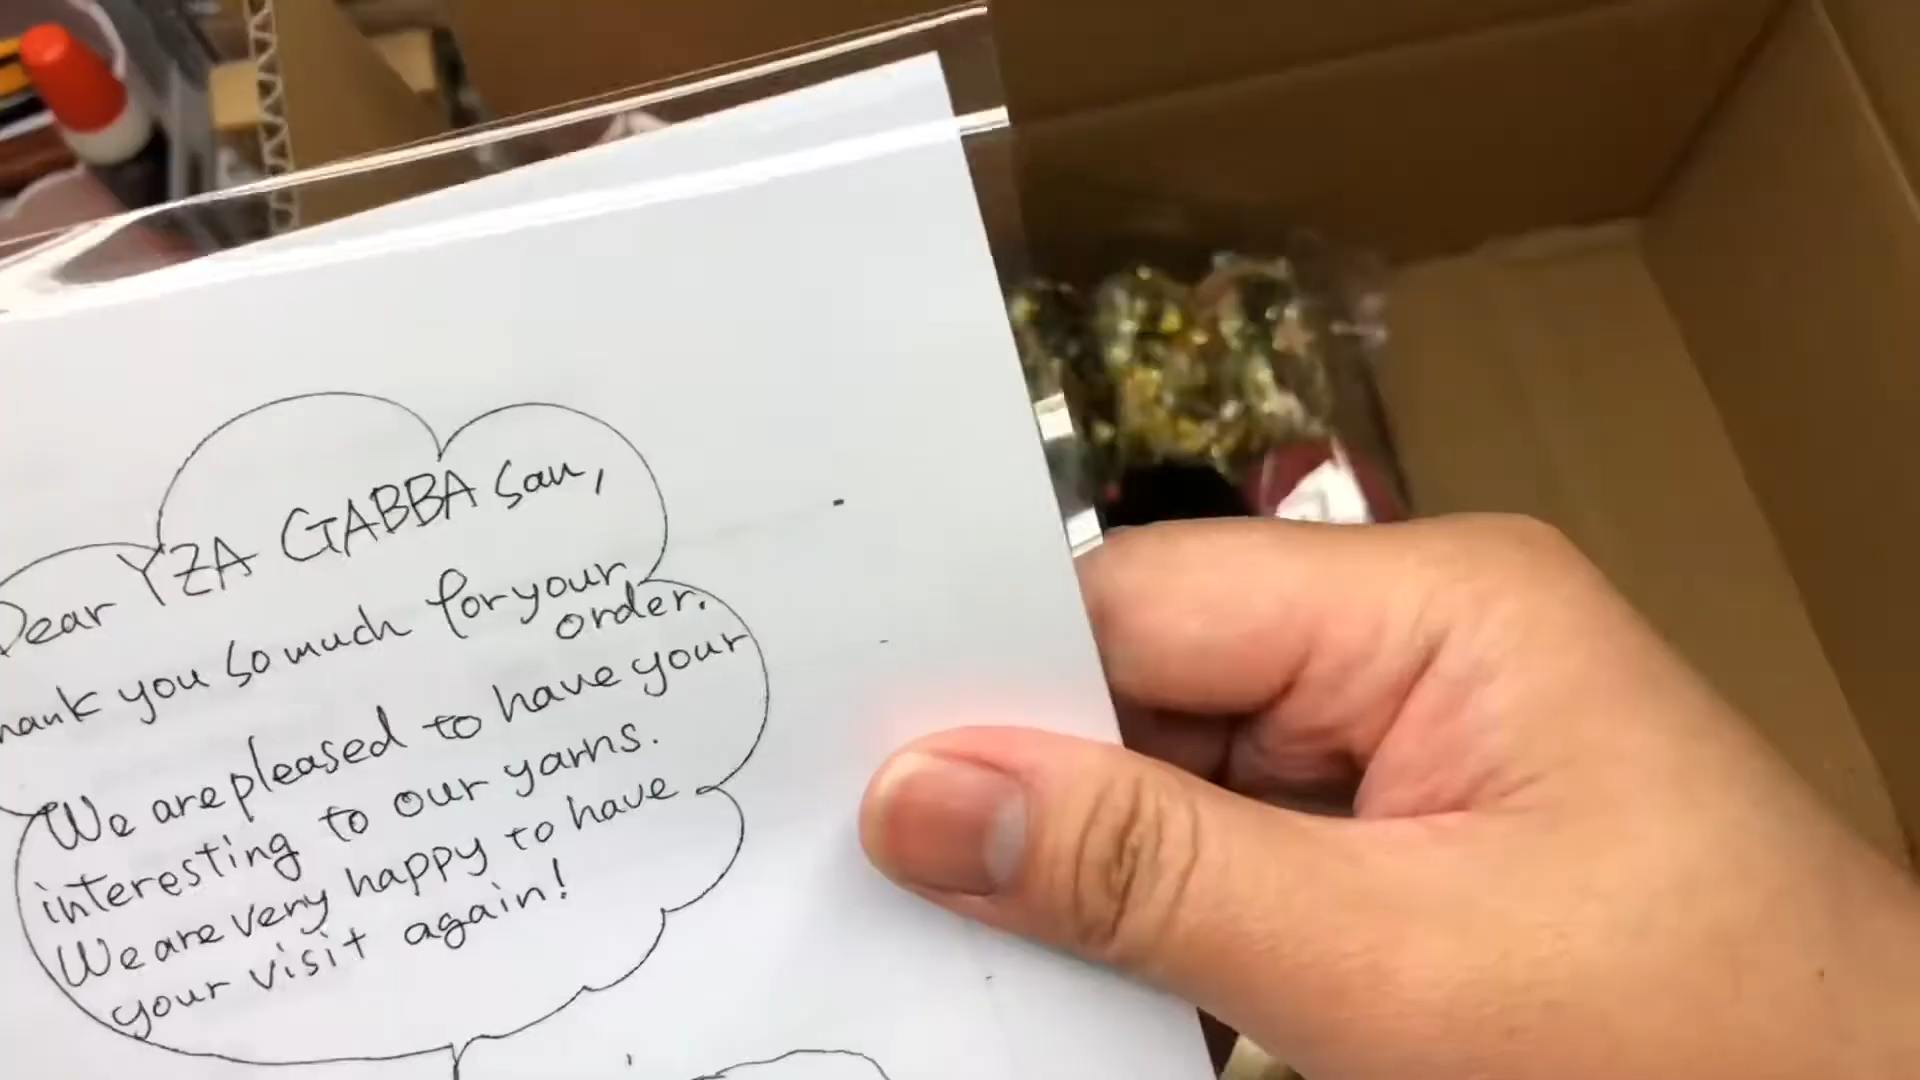 Dear YZA GABBA san,
hank you so much for your
order.
We are pleased to have your
interesting to our yarns.
We are very happy to have
your visit again!